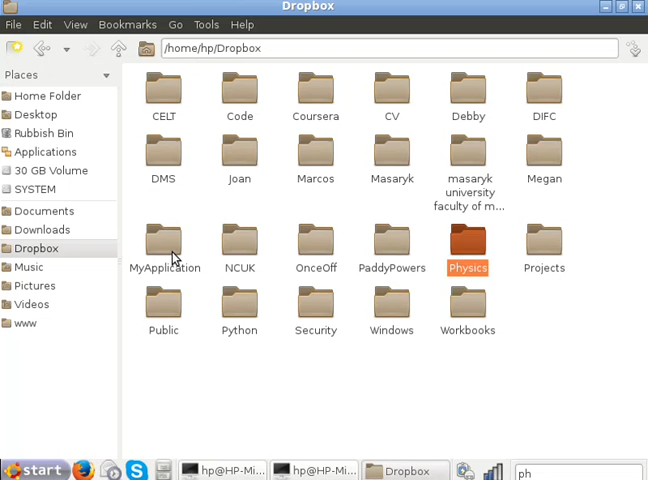 Dropbox
File Edit View Bookmarks Go Tools Help
/home/hp/Dropbox
Places
Home Folder
Desktop
Rubbish Bin
Applications
30 GB Volume
SYSTEM
Documents
Downloads
Dropbox
Music
Pictures
Videos
www
CELT Code Coursera CV Debby DIFC
DMS Joan Marcos Masaryk masaryk university faculty of m... Megan
MyApplication NCUK OnceOff PaddyPowers Physics Projects
Public Python Security Windows Workbooks
start hp@HP-Mi... hp@HP-Mi... Dropbox ph